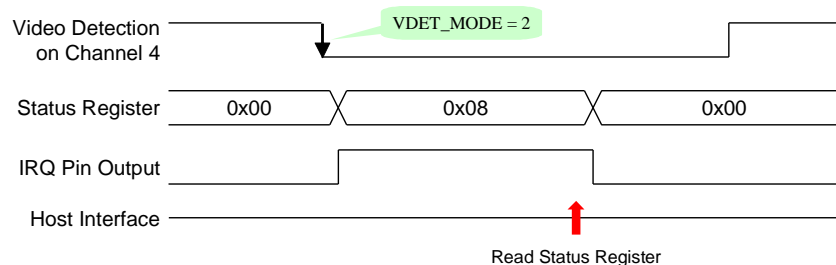 VDET_MODE = 2
Video Detection
on Channel 4
Status Register
0x00
0x08
0x00
IRQ Pin Output
Host Interface
Read Status Register